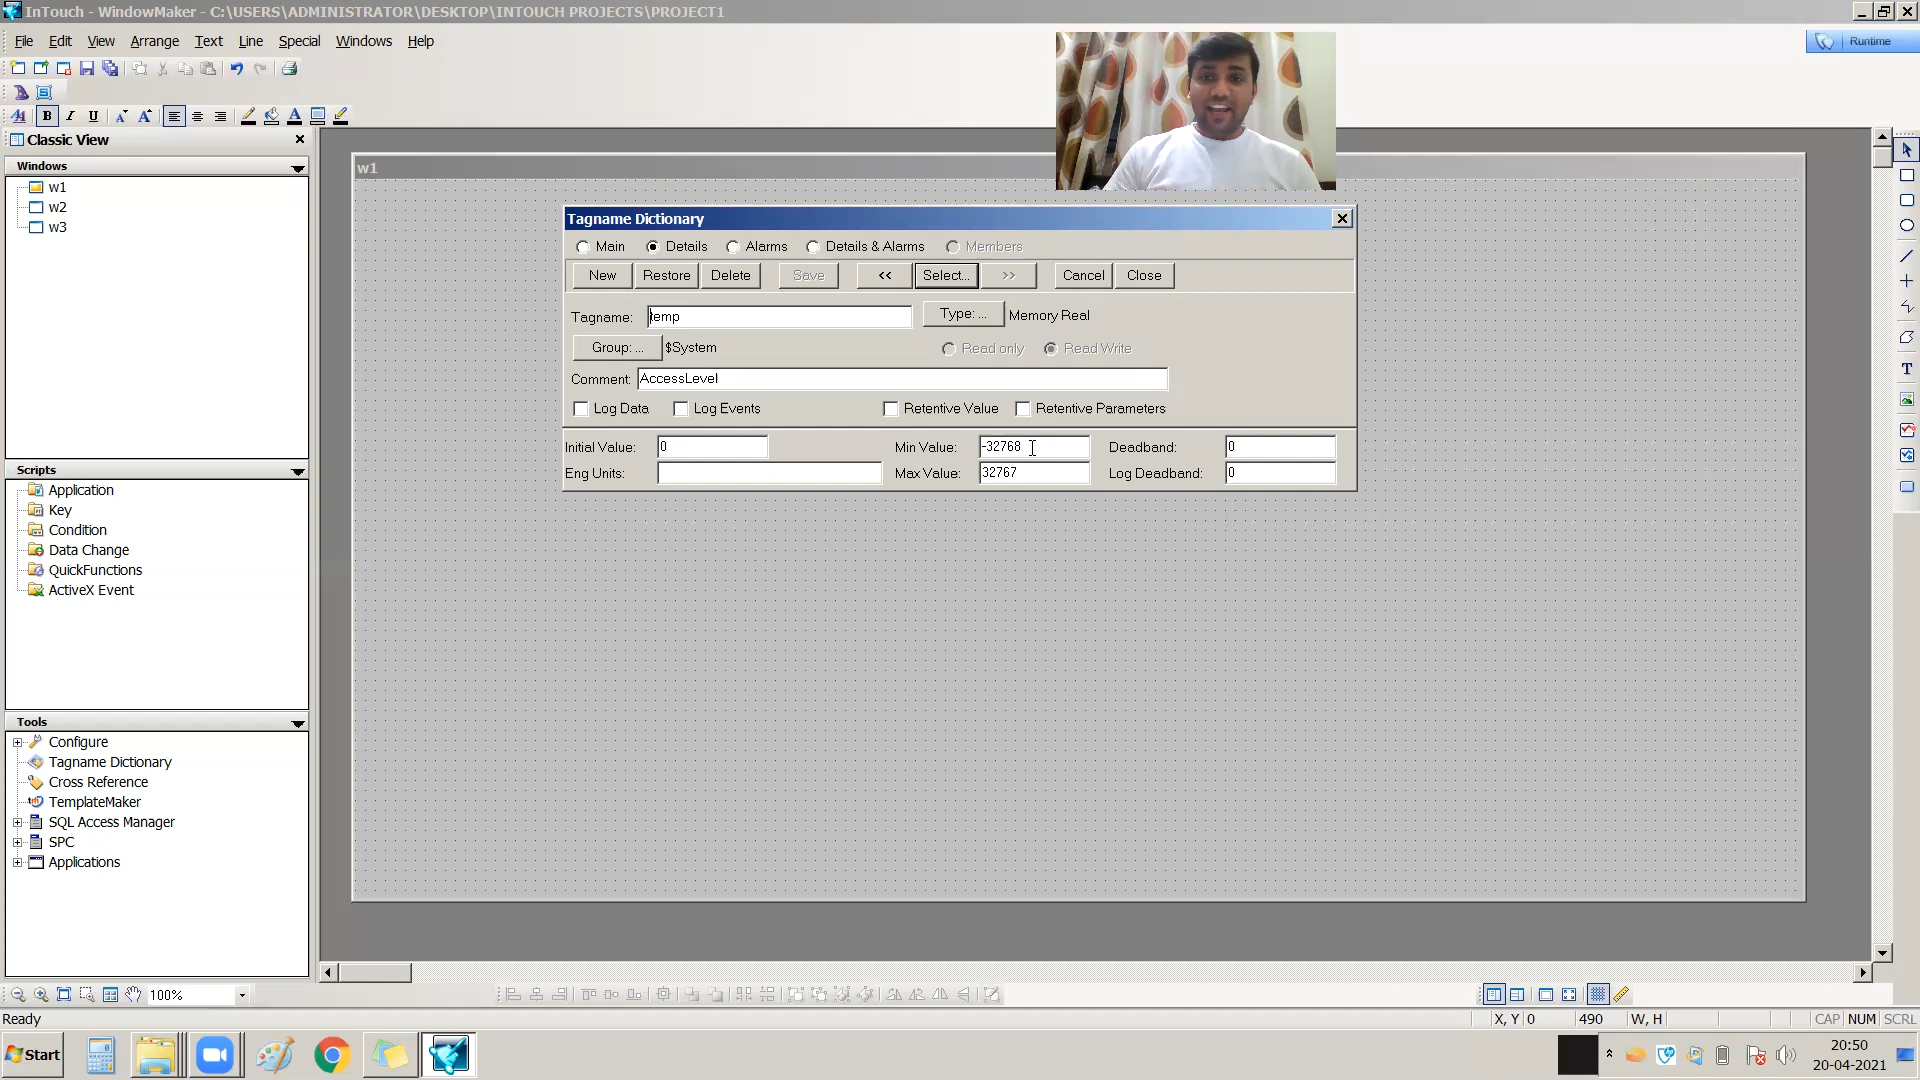 InTouch - WindowMaker - C:\USERS\ADMINISTRATOR\DESKTOP\INTOUCH PROJECTS\PROJECT1
File Edit View Arrange Text Line Special Windows Help
Runtime
B I U
Classic View
Windows
w1
w2
w3
Scripts
Application
Key
Condition
Data Change
QuickFunctions
ActiveX Event
Tools
Configure
Tagname Dictionary
Cross Reference
TemplateMaker
SQL Access Manager
SPC
Applications
w1
Tagname Dictionary
Main Details Alarms Details & Alarms Members
New Restore Delete Save << Select... >> Cancel Close
Tagname: temp Type: ... Memory Real
Group: ... $System Read only Read Write
Comment: AccessLevel
Log Data Log Events Retentive Value Retentive Parameters
Initial Value: 0 Min Value: -32768 Deadband: 0
Eng Units: Max Value: 32767 Log Deadband: 0
100%
Ready X, Y 0 490 W, H CAP NUM SCRL
Start
20:50
20-04-2021